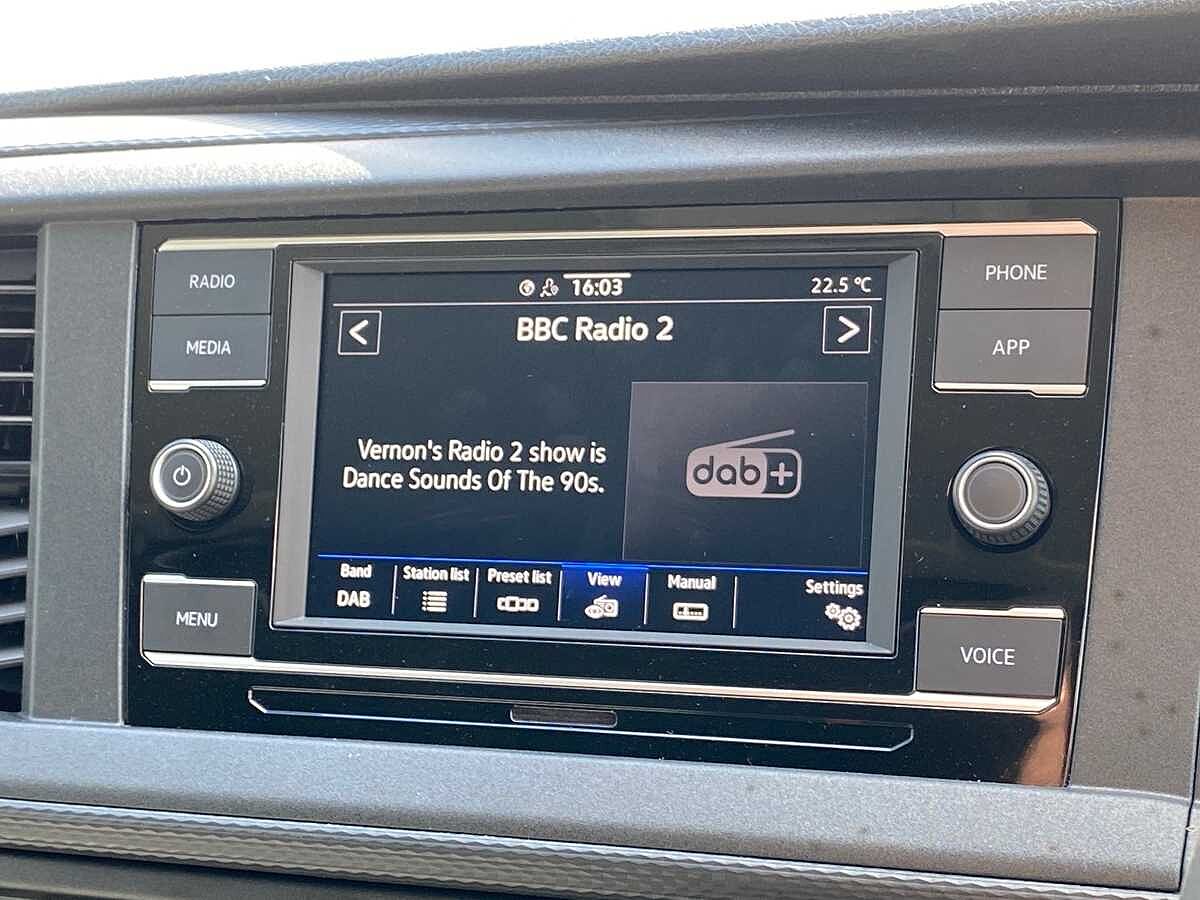 RADIO
MEDIA
MENU
16:03
22.5 °C
BBC Radio 2
Vernon's Radio 2 show is
Dance Sounds Of The 90s.
dab+
Band
DAB
Station list
Preset list
View
Manual
Settings
PHONE
APP
VOICE